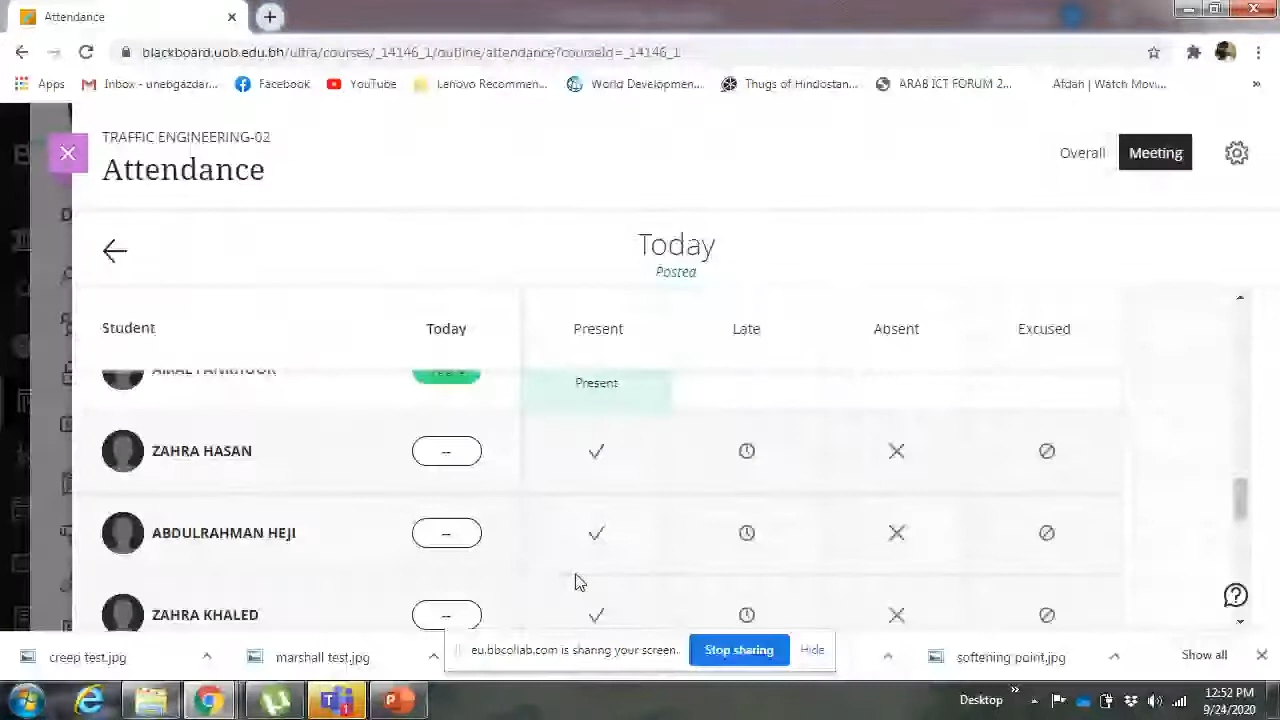 Attendance
blackboard.uob.edu.bh/ultra/courses/_14146_1/outline/attendance?courseId=_14146_1
Apps Inbox - unebgazdar... Facebook YouTube Lenovo Recommen... World Developmen... Thugs of Hindostan... ARAB ICT FORUM 2... Afdah | Watch Movi... »
TRAFFIC ENGINEERING-02
Attendance
Overall Meeting
Today
Posted
Student Today Present Late Absent Excused
Present
ZAHRA HASAN --
ABDULRAHMAN HEJI --
ZAHRA KHALED --
eu.bbcollab.com is sharing your screen. Stop sharing Hide
creep test.jpg marshall test.jpg softening point.jpg Show all
Desktop » 12:52 PM
9/24/2020